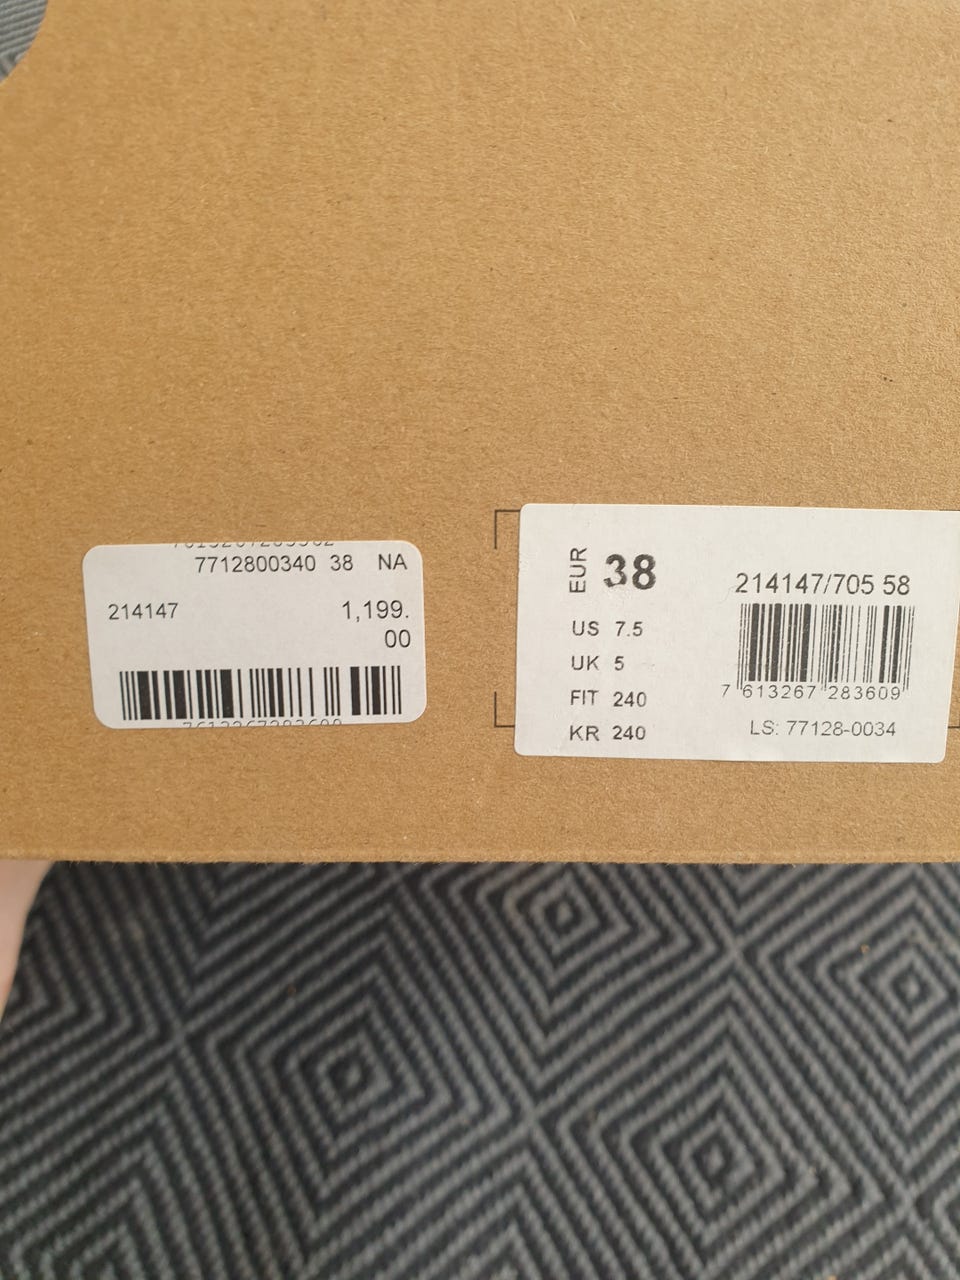 7712800340 38 NA
214147 1,199.
00
EUR 38
US 7.5
UK 5
FIT 240
KR 240
214147/705 58
7 613267 283609
LS: 77128-0034